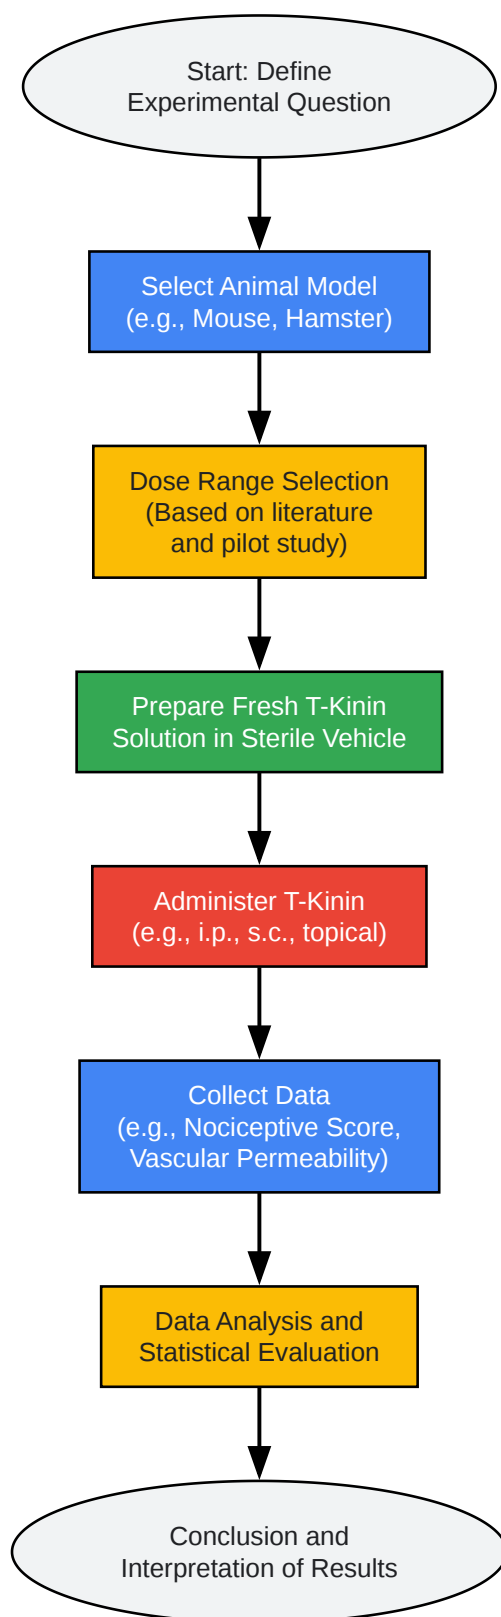 Start: Define
Experimental Question
Select Animal Model
(e.g., Mouse, Hamster)
Dose Range Selection
(Based on literature
and pilot study)
Prepare Fresh T-Kinin
Solution in Sterile Vehicle
Administer T-Kinin
(e.g., i.p., s.c., topical)
Collect Data
(e.g., Nociceptive Score,
Vascular Permeability)
Data Analysis and
Statistical Evaluation
Conclusion and
Interpretation of Results